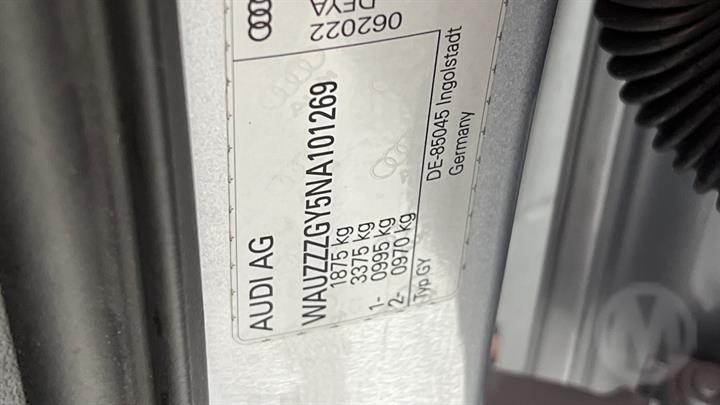 AUDI AG
WAUZZZGY5NA101269
1875 kg
3375 kg
1- 0995 kg
2- 0970 kg
Typ GY
DE-85045 Ingolstadt
Germany
062022
M